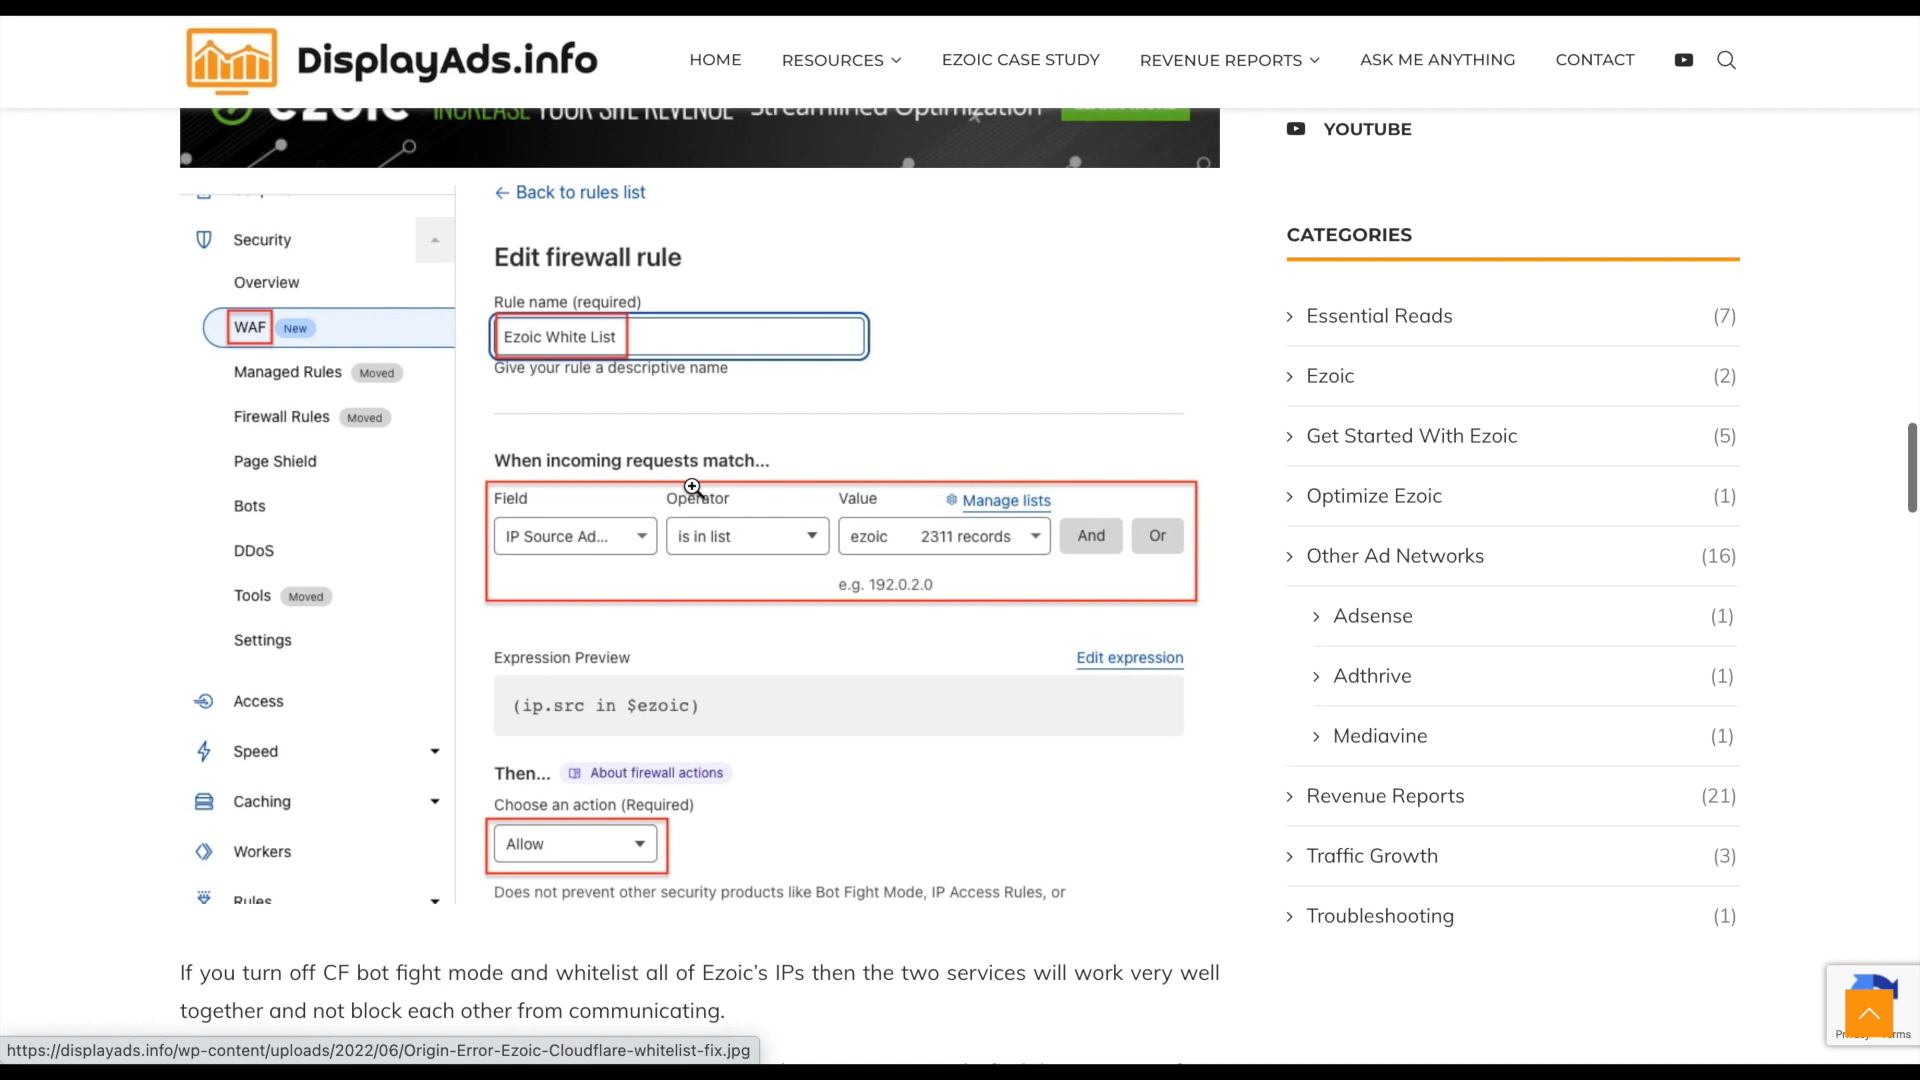 DisplayAds.info
HOME
RESOURCES
EZOIC CASE STUDY
REVENUE REPORTS
ASK ME ANYTHING
CONTACT
ezoic INCREASE YOUR SITE REVENUE Streamlined Optimization
← Back to rules list
Security
Overview
WAF New
Managed Rules Moved
Firewall Rules Moved
Page Shield
Bots
DDoS
Tools Moved
Settings
Access
Speed
Caching
Workers
Rules
Edit firewall rule
Rule name (required)
Ezoic White List
Give your rule a descriptive name
When incoming requests match...
Field Operator Value Manage lists
IP Source Ad... is in list ezoic 2311 records And Or
e.g. 192.0.2.0
Expression Preview Edit expression
(ip.src in $ezoic)
Then... About firewall actions
Choose an action (Required)
Allow
Does not prevent other security products like Bot Fight Mode, IP Access Rules, or
If you turn off CF bot fight mode and whitelist all of Ezoic’s IPs then the two services will work very well
together and not block each other from communicating.
https://displayads.info/wp-content/uploads/2022/06/Origin-Error-Ezoic-Cloudflare-whitelist-fix.jpg
YOUTUBE
CATEGORIES
Essential Reads (7)
Ezoic (2)
Get Started With Ezoic (5)
Optimize Ezoic (1)
Other Ad Networks (16)
Adsense (1)
Adthrive (1)
Mediavine (1)
Revenue Reports (21)
Traffic Growth (3)
Troubleshooting (1)